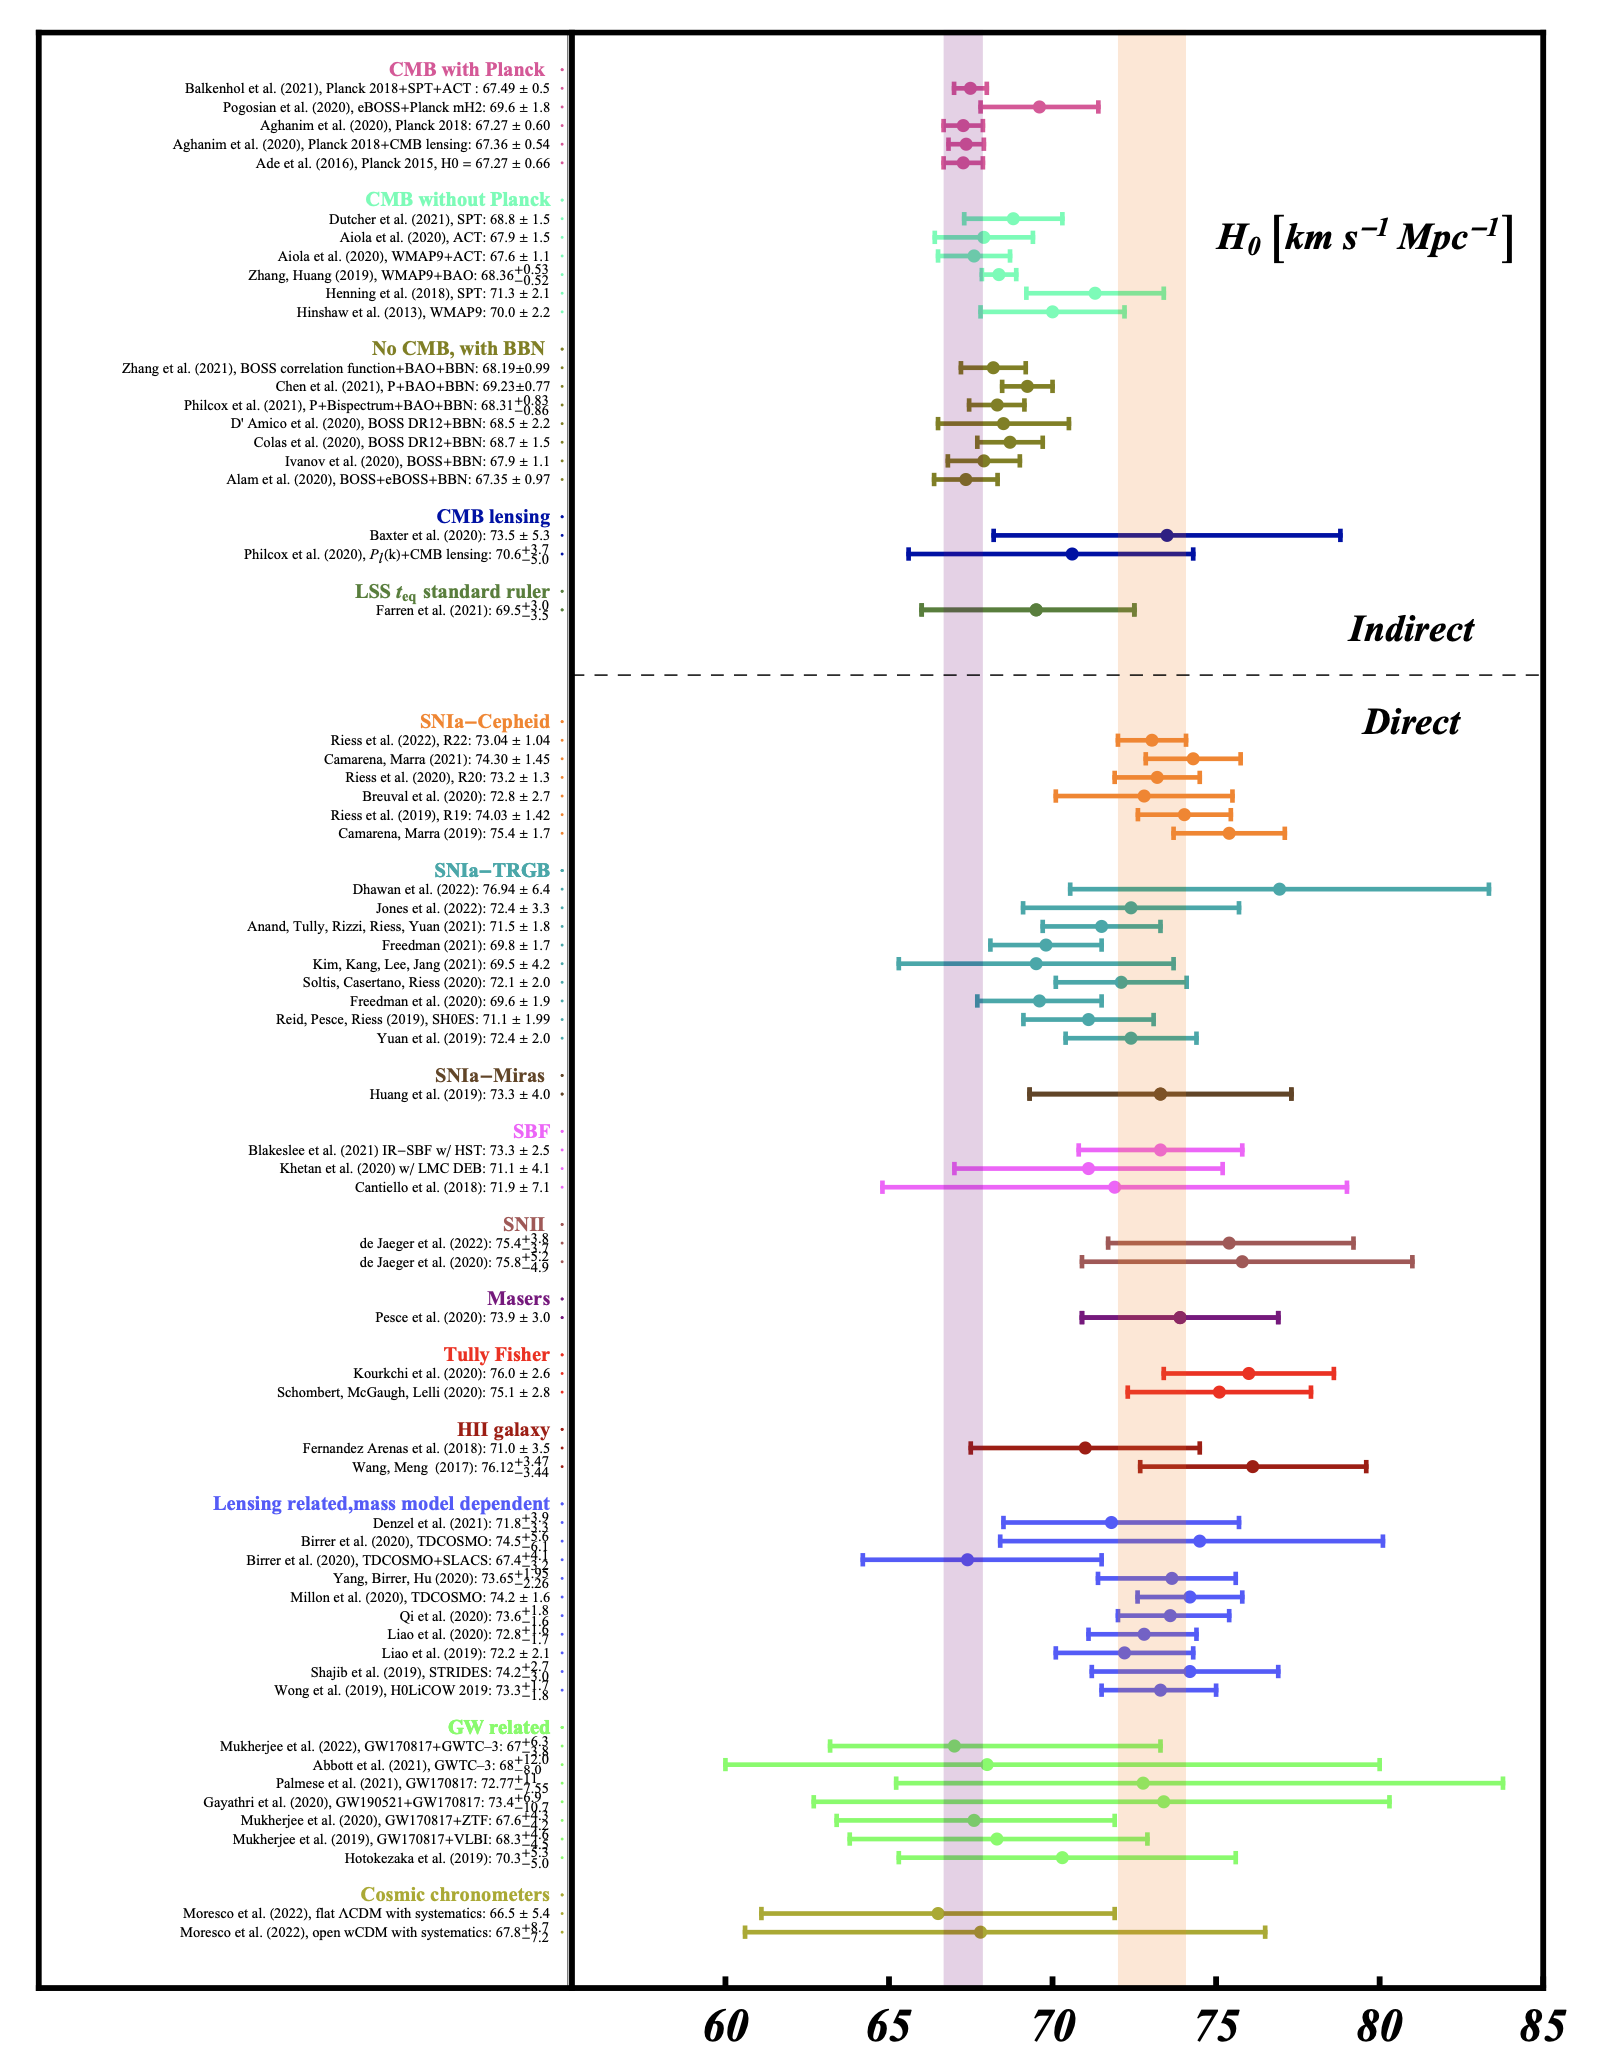 CMB with Planck
Balkenhol et al. (2021), Planck 2018+SPT+ACT : 67.49 ± 0.5
Pogosian et al. (2020), eBOSS+Planck mH2: 69.6 ± 1.8
Aghanim et al. (2020), Planck 2018: 67.27 ± 0.60
Aghanim et al. (2020), Planck 2018+CMB lensing: 67.36 ± 0.54
Ade et al. (2016), Planck 2015, H0 = 67.27 ± 0.66
CMB without Planck
Dutcher et al. (2021), SPT: 68.8 ± 1.5
Aiola et al. (2020), ACT: 67.9 ± 1.5
Aiola et al. (2020), WMAP9+ACT: 67.6 ± 1.1
Zhang, Huang (2019), WMAP9+BAO: 68.36+0.53−0.52
Henning et al. (2018), SPT: 71.3 ± 2.1
Hinshaw et al. (2013), WMAP9: 70.0 ± 2.2
H0 [km s−1 Mpc−1]
No CMB, with BBN
Zhang et al. (2021), BOSS correlation function+BAO+BBN: 68.19±0.99
Chen et al. (2021), P+BAO+BBN: 69.23±0.77
Philcox et al. (2021), P+Bispectrum+BAO+BBN: 68.31+0.83−0.86
D' Amico et al. (2020), BOSS DR12+BBN: 68.5 ± 2.2
Colas et al. (2020), BOSS DR12+BBN: 68.7 ± 1.5
Ivanov et al. (2020), BOSS+BBN: 67.9 ± 1.1
Alam et al. (2020), BOSS+eBOSS+BBN: 67.35 ± 0.97
CMB lensing
Baxter et al. (2020): 73.5 ± 5.3
Philcox et al. (2020), Pl(k)+CMB lensing: 70.6+3.7−5.0
LSS teq standard ruler
Farren et al. (2021): 69.5+3.0−3.5
Indirect
Direct
SNIa−Cepheid
Riess et al. (2022), R22: 73.04 ± 1.04
Camarena, Marra (2021): 74.30 ± 1.45
Riess et al. (2020), R20: 73.2 ± 1.3
Breuval et al. (2020): 72.8 ± 2.7
Riess et al. (2019), R19: 74.03 ± 1.42
Camarena, Marra (2019): 75.4 ± 1.7
SNIa−TRGB
Dhawan et al. (2022): 76.94 ± 6.4
Jones et al. (2022): 72.4 ± 3.3
Anand, Tully, Rizzi, Riess, Yuan (2021): 71.5 ± 1.8
Freedman (2021): 69.8 ± 1.7
Kim, Kang, Lee, Jang (2021): 69.5 ± 4.2
Soltis, Casertano, Riess (2020): 72.1 ± 2.0
Freedman et al. (2020): 69.6 ± 1.9
Reid, Pesce, Riess (2019), SH0ES: 71.1 ± 1.99
Yuan et al. (2019): 72.4 ± 2.0
SNIa−Miras
Huang et al. (2019): 73.3 ± 4.0
SBF
Blakeslee et al. (2021) IR−SBF w/ HST: 73.3 ± 2.5
Khetan et al. (2020) w/ LMC DEB: 71.1 ± 4.1
Cantiello et al. (2018): 71.9 ± 7.1
SNII
de Jaeger et al. (2022): 75.4+3.8−3.7
de Jaeger et al. (2020): 75.8+5.2−4.9
Masers
Pesce et al. (2020): 73.9 ± 3.0
Tully Fisher
Kourkchi et al. (2020): 76.0 ± 2.6
Schombert, McGaugh, Lelli (2020): 75.1 ± 2.8
HII galaxy
Fernandez Arenas et al. (2018): 71.0 ± 3.5
Wang, Meng (2017): 76.12+3.47−3.44
Lensing related,mass model dependent
Denzel et al. (2021): 71.8+3.9−3.3
Birrer et al. (2020), TDCOSMO: 74.5+5.6−6.1
Birrer et al. (2020), TDCOSMO+SLACS: 67.4+4.1−3.2
Yang, Birrer, Hu (2020): 73.65+1.95−2.26
Millon et al. (2020), TDCOSMO: 74.2 ± 1.6
Qi et al. (2020): 73.6+1.8−1.6
Liao et al. (2020): 72.8+1.6−1.7
Liao et al. (2019): 72.2 ± 2.1
Shajib et al. (2019), STRIDES: 74.2+2.7−3.0
Wong et al. (2019), H0LiCOW 2019: 73.3+1.7−1.8
GW related
Mukherjee et al. (2022), GW170817+GWTC−3: 67+6.3−3.8
Abbott et al. (2021), GWTC−3: 68+12.0−8.0
Palmese et al. (2021), GW170817: 72.77+11−7.55
Gayathri et al. (2020), GW190521+GW170817: 73.4+6.9−10.7
Mukherjee et al. (2020), GW170817+ZTF: 67.6+4.3−4.2
Mukherjee et al. (2019), GW170817+VLBI: 68.3+4.6−4.5
Hotokezaka et al. (2019): 70.3+5.3−5.0
Cosmic chronometers
Moresco et al. (2022), flat ΛCDM with systematics: 66.5 ± 5.4
Moresco et al. (2022), open wCDM with systematics: 67.8+8.7−7.2
60 65 70 75 80 85